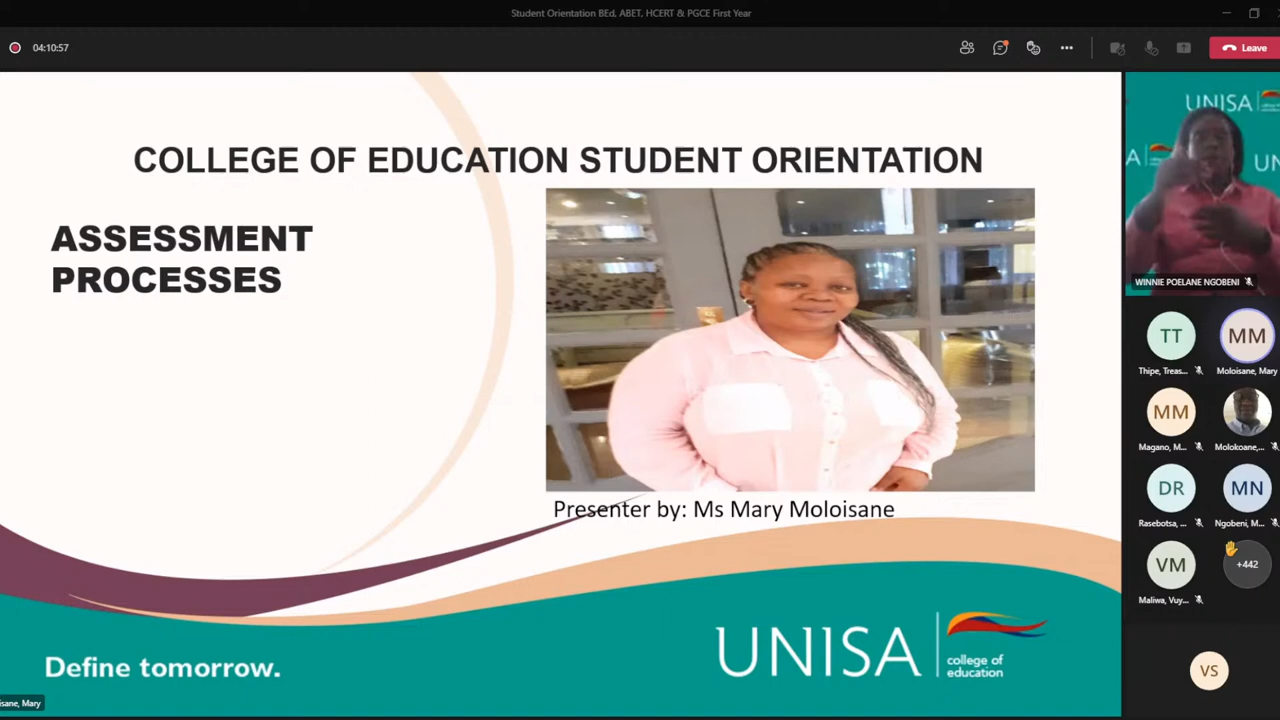 Student Orientation BEd, ABET, HCERT & PGCE First Year
04:10:57
Leave
COLLEGE OF EDUCATION STUDENT ORIENTATION
ASSESSMENT
PROCESSES
Presenter by: Ms Mary Moloisane
Define tomorrow.
UNISA
college of
education
isane, Mary
UNISA
WINNIE POELANE NGOBENI
TT
Thipe, Treas...
MM
Moloisane, Mary
MM
Magano, M...
Molokoane,...
DR
Rasebotsa, ...
MN
Ngobeni, M...
VM
Maliwa, Vuy...
+442
VS